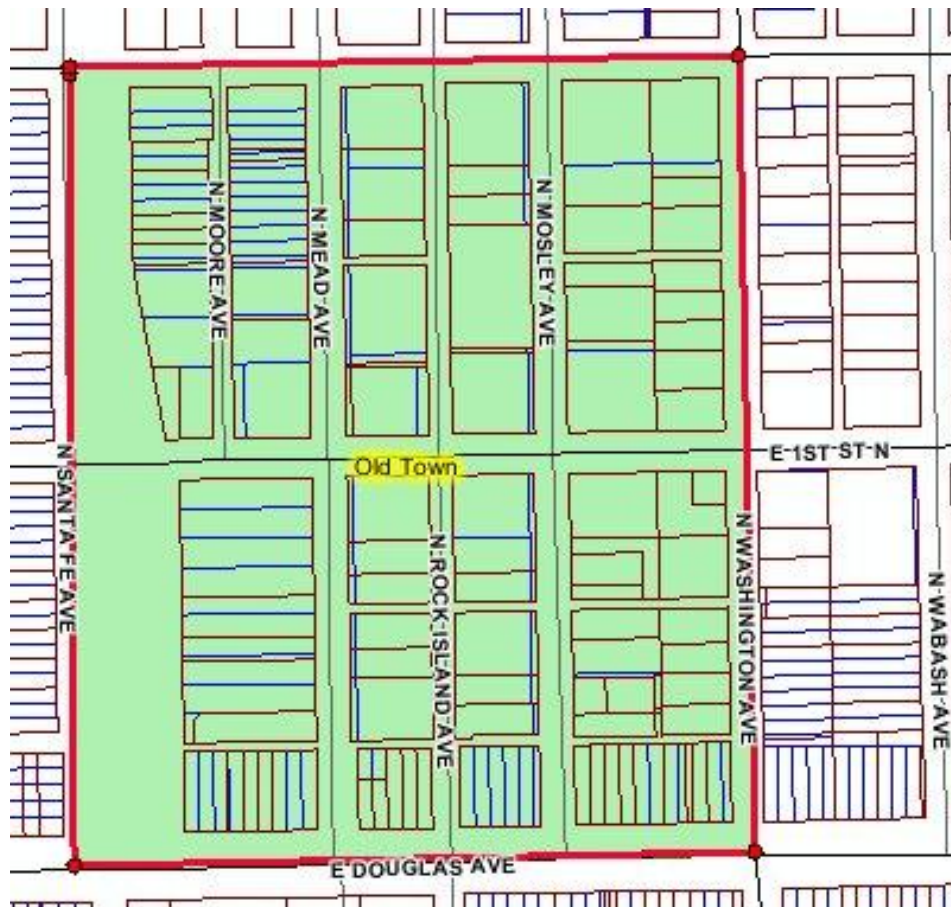 N MOORE AVE
N MEAD AVE
N MOSLEY AVE
E 1ST ST N
Old Town
N SANTA FE AVE
N ROCK ISLAND AVE
N WASHINGTON AVE
N WABASH AVE
E DOUGLAS AVE